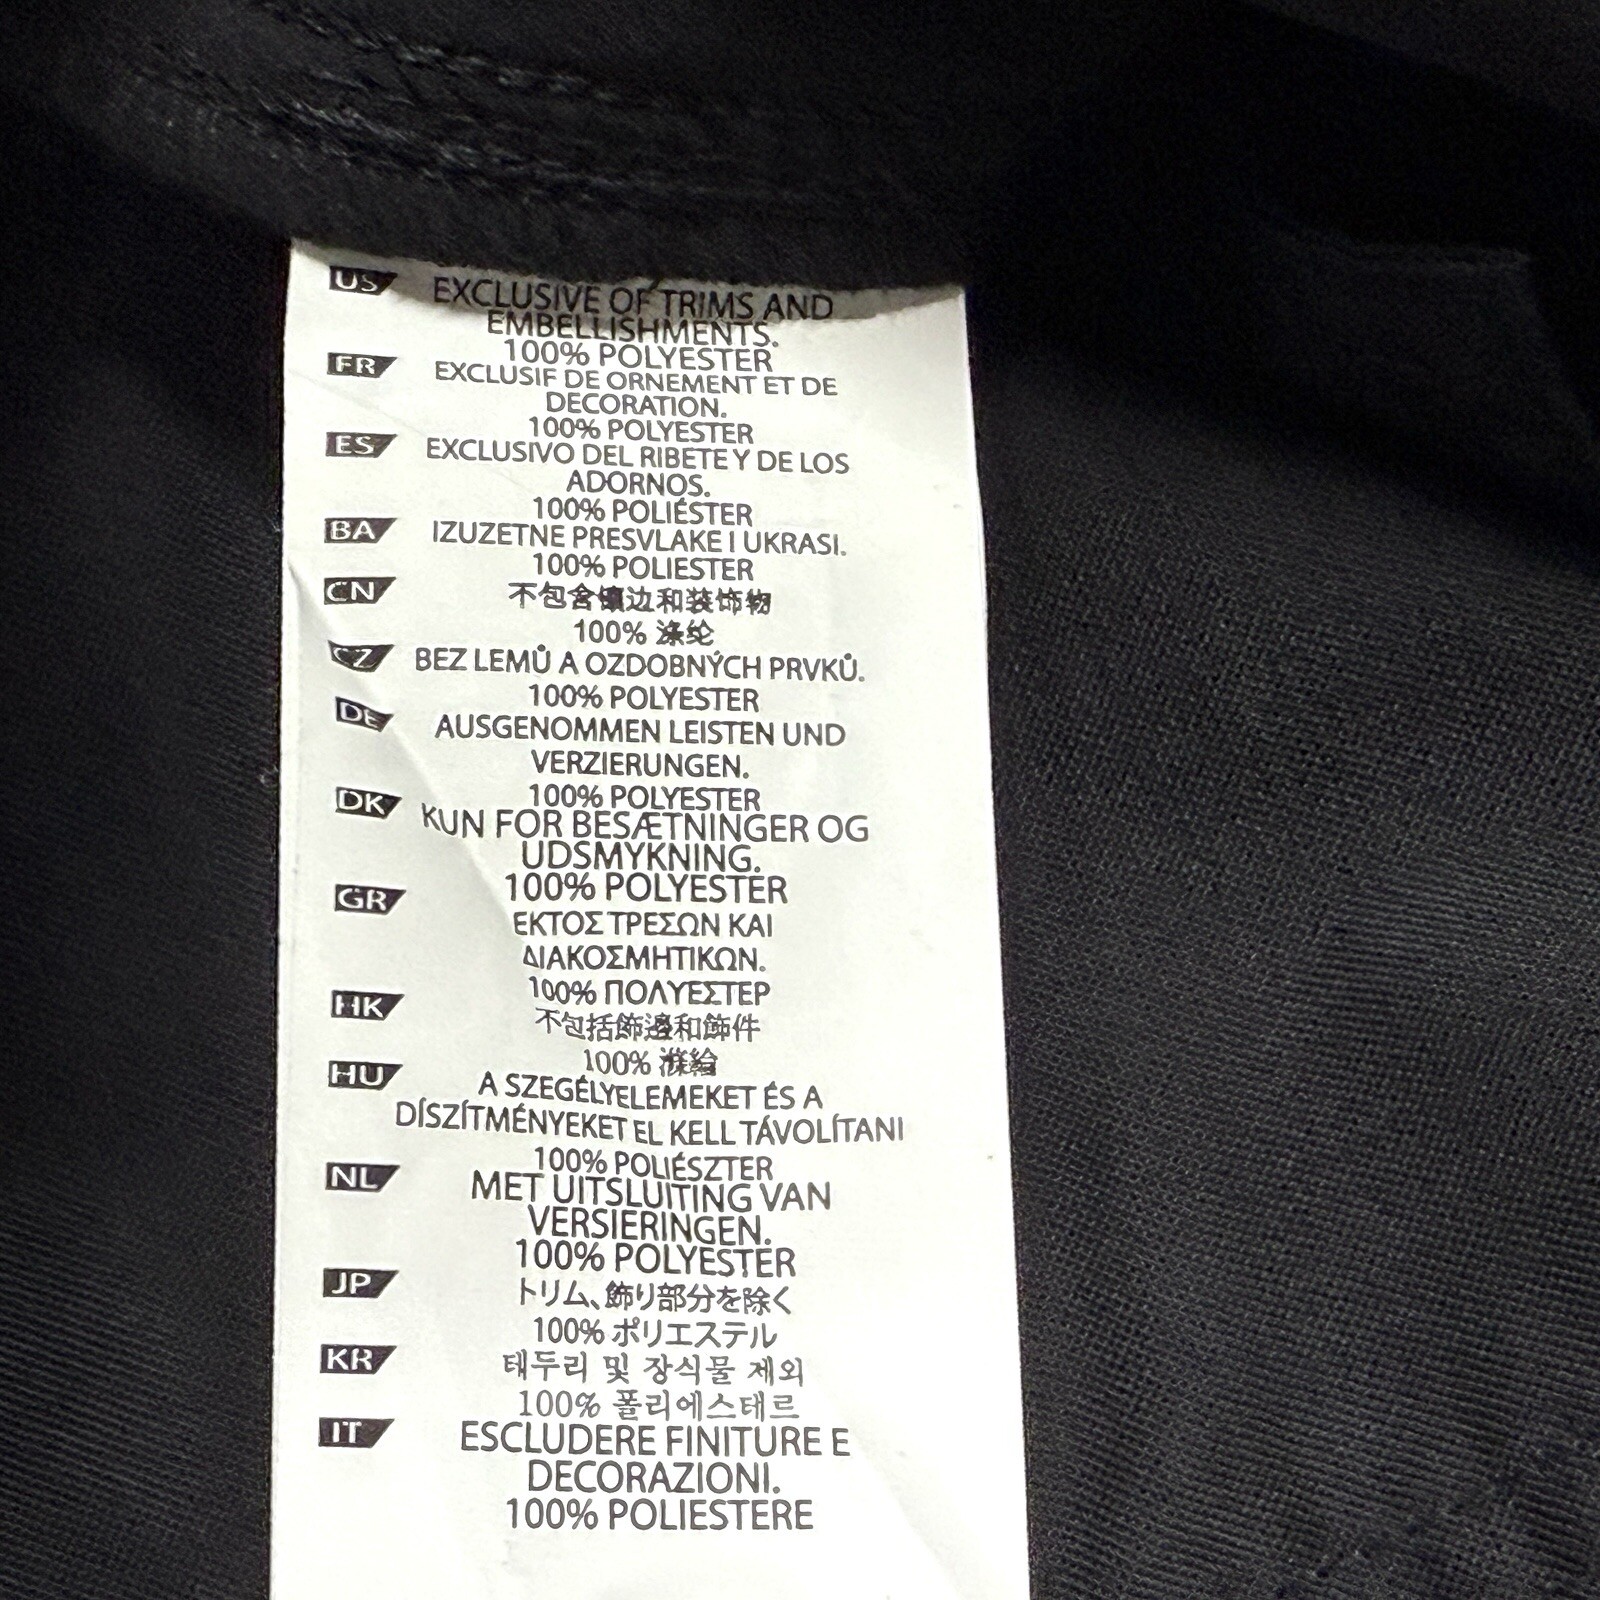 US EXCLUSIVE OF TRIMS AND
EMBELLISHMENTS.
100% POLYESTER
FR EXCLUSIF DE ORNEMENT ET DE
DECORATION.
100% POLYESTER
ES EXCLUSIVO DEL RIBETE Y DE LOS
ADORNOS.
100% POLIÉSTER
BA IZUZETNE PRESVLAKE I UKRASI.
100% POLIESTER
CN 不包含镶边和装饰物
100% 涤纶
CZ BEZ LEMŮ A OZDOBNÝCH PRVKŮ.
100% POLYESTER
DE AUSGENOMMEN LEISTEN UND
VERZIERUNGEN.
100% POLYESTER
DK KUN FOR BESÆTNINGER OG
UDSMYKNING.
100% POLYESTER
GR ΕΚΤΟΣ ΤΡΕΣΩΝ ΚΑΙ
ΔΙΑΚΟΣΜΗΤΙΚΩΝ.
100% ΠΟΛΥΕΣΤΕΡ
HK 不包括飾邊和飾件
100%
HU A SZEGÉLYELEMEKET ÉS A
DÍSZÍTMÉNYEKET EL KELL TÁVOLÍTANI
100% POLIÉSZTER
NL MET UITSLUITING VAN
VERSIERINGEN.
100% POLYESTER
JP トリム、飾り部分を除く
100% ポリエステル
KR 태두리 및 장식물 제외
100% 폴리에스테르
IT ESCLUDERE FINITURE E
DECORAZIONI.
100% POLIESTERE